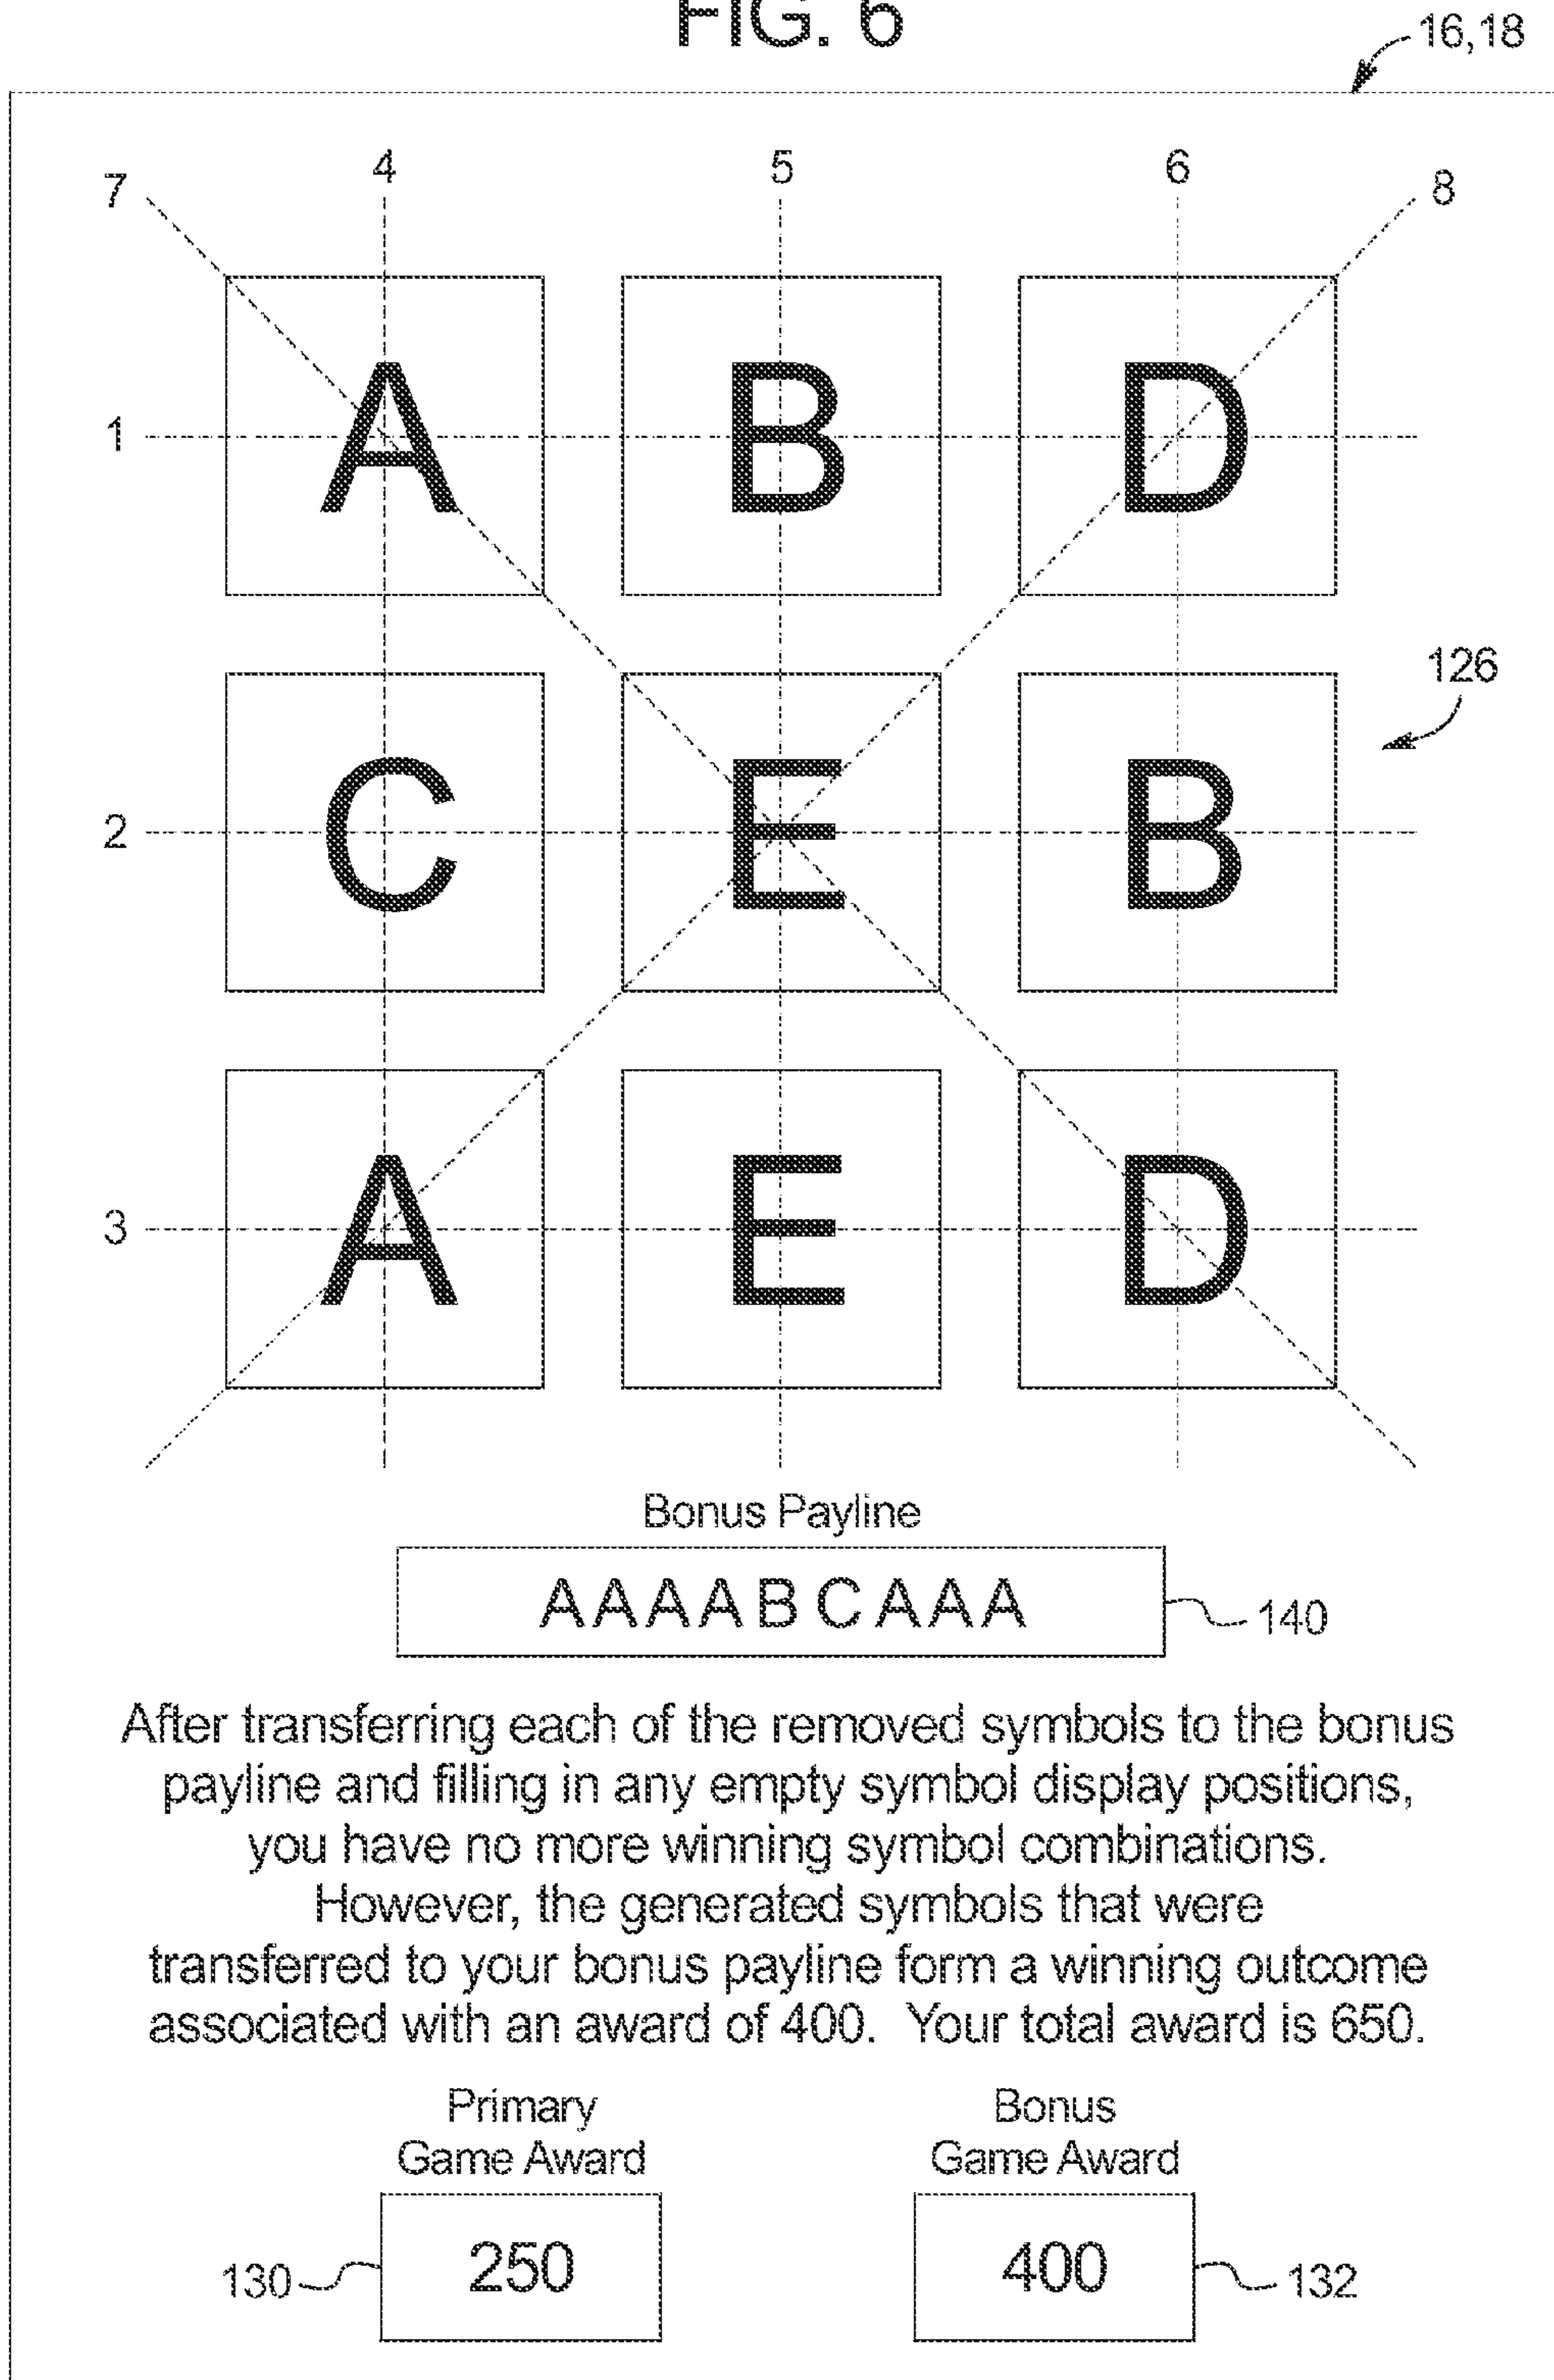 FIG. 6
16,18
7 4 5 6 8
1 A B D
126
2 C E B
3 A E D
Bonus Payline
AAAABCAAA 140
After transferring each of the removed symbols to the bonus
payline and filling in any empty symbol display positions,
you have no more winning symbol combinations.
However, the generated symbols that were
transferred to your bonus payline form a winning outcome
associated with an award of 400. Your total award is 650.
Primary Bonus
Game Award Game Award
130 250 400 132